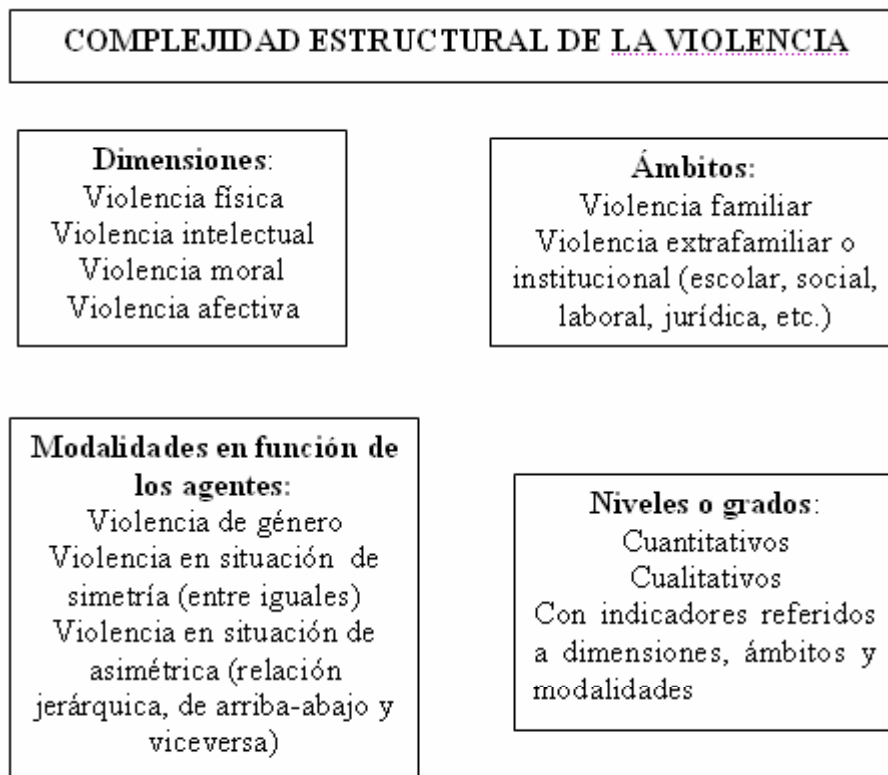 COMPLEJIDAD ESTRUCTURAL DE LA VIOLENCIA
Dimensiones:
Violencia física
Violencia intelectual
Violencia moral
Violencia afectiva
Ámbitos:
Violencia familiar
Violencia extrafamiliar o
institucional (escolar, social,
laboral, jurídica, etc.)
Modalidades en función de
los agentes:
Violencia de género
Violencia en situación de
simetría (entre iguales)
Violencia en situación de
asimétrica (relación
jerárquica, de arriba-abajo y
viceversa)
Niveles o grados:
Cuantitativos
Cualitativos
Con indicadores referidos
a dimensiones, ámbitos y
modalidades